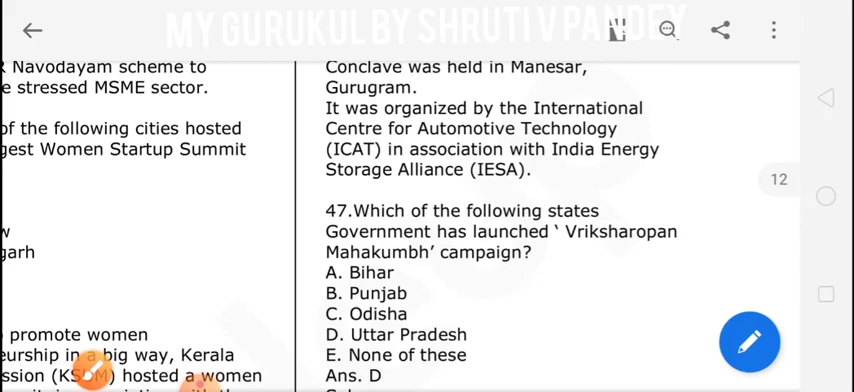 MY GURUKUL BY SHRUTI V PANDEY
R Navodayam scheme to
e stressed MSME sector.
of the following cities hosted
gest Women Startup Summit
w
garh
promote women
eurship in a big way, Kerala
ission (KSUM) hosted a women
Conclave was held in Manesar,
Gurugram.
It was organized by the International
Centre for Automotive Technology
(ICAT) in association with India Energy
Storage Alliance (IESA).
47.Which of the following states
Government has launched ‘ Vriksharopan
Mahakumbh’ campaign?
A. Bihar
B. Punjab
C. Odisha
D. Uttar Pradesh
E. None of these
Ans. D
12